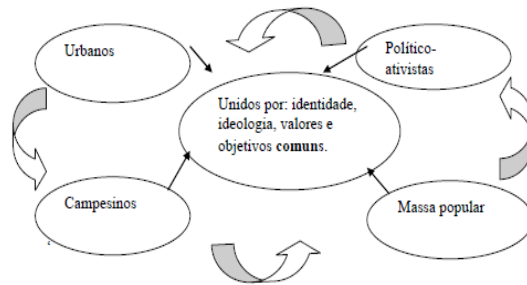 Urbanos
Político-
ativistas
Unidos por: identidade,
ideologia, valores e
objetivos comuns.
Campesinos
Massa popular